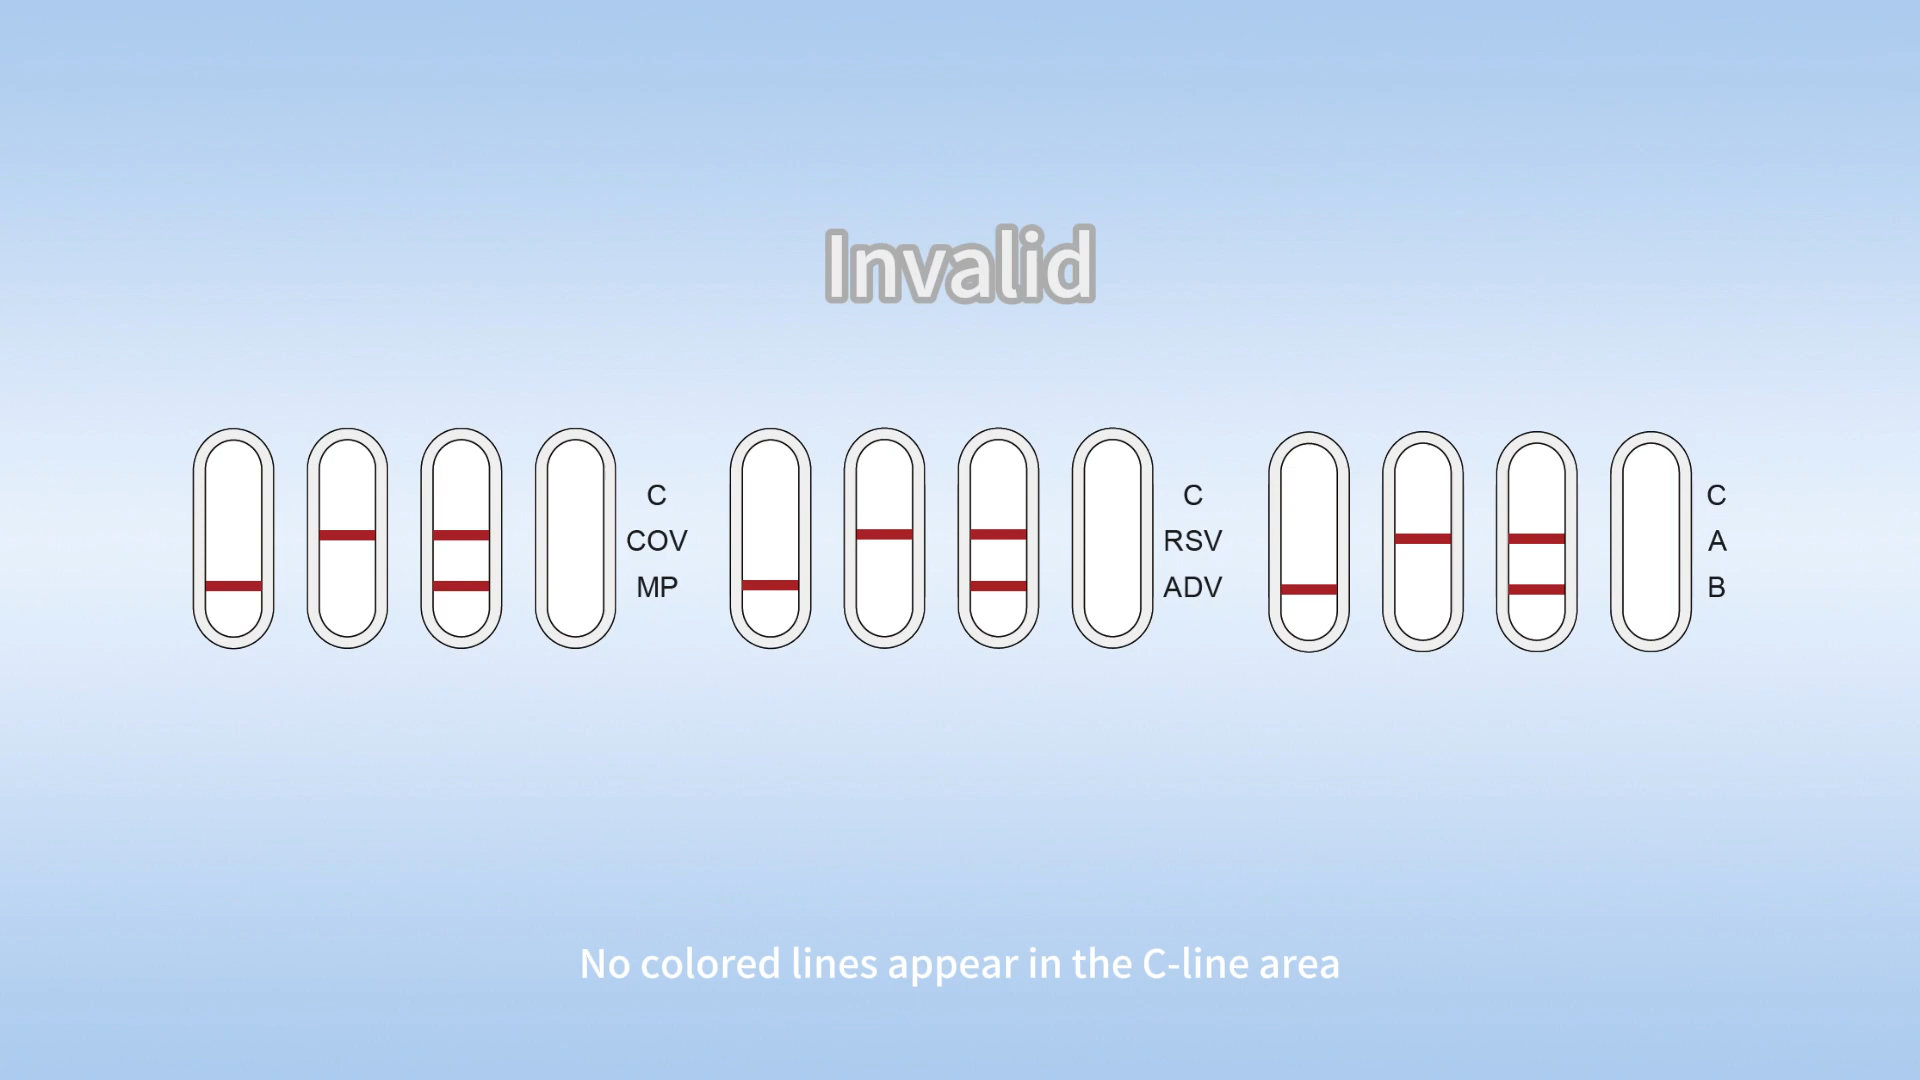 Invalid
C
COV
MP
C
RSV
ADV
C
A
B
No colored lines appear in the C-line area